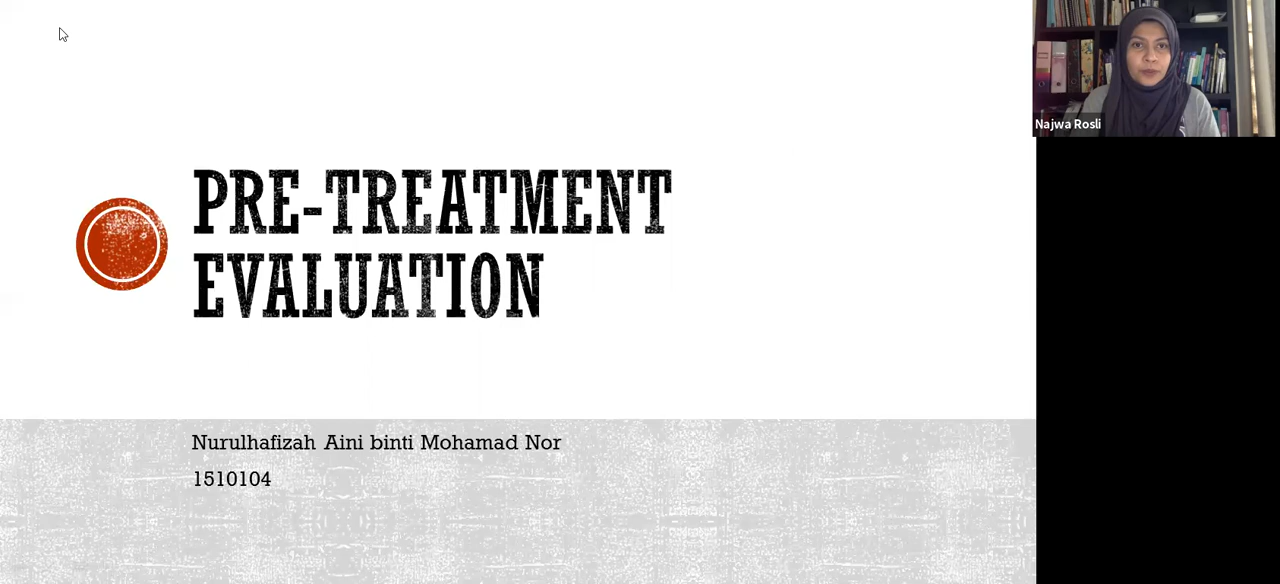 PRE-TREATMENT
EVALUATION
Nurulhafizah Aini binti Mohamad Nor
1510104
Najwa Rosli